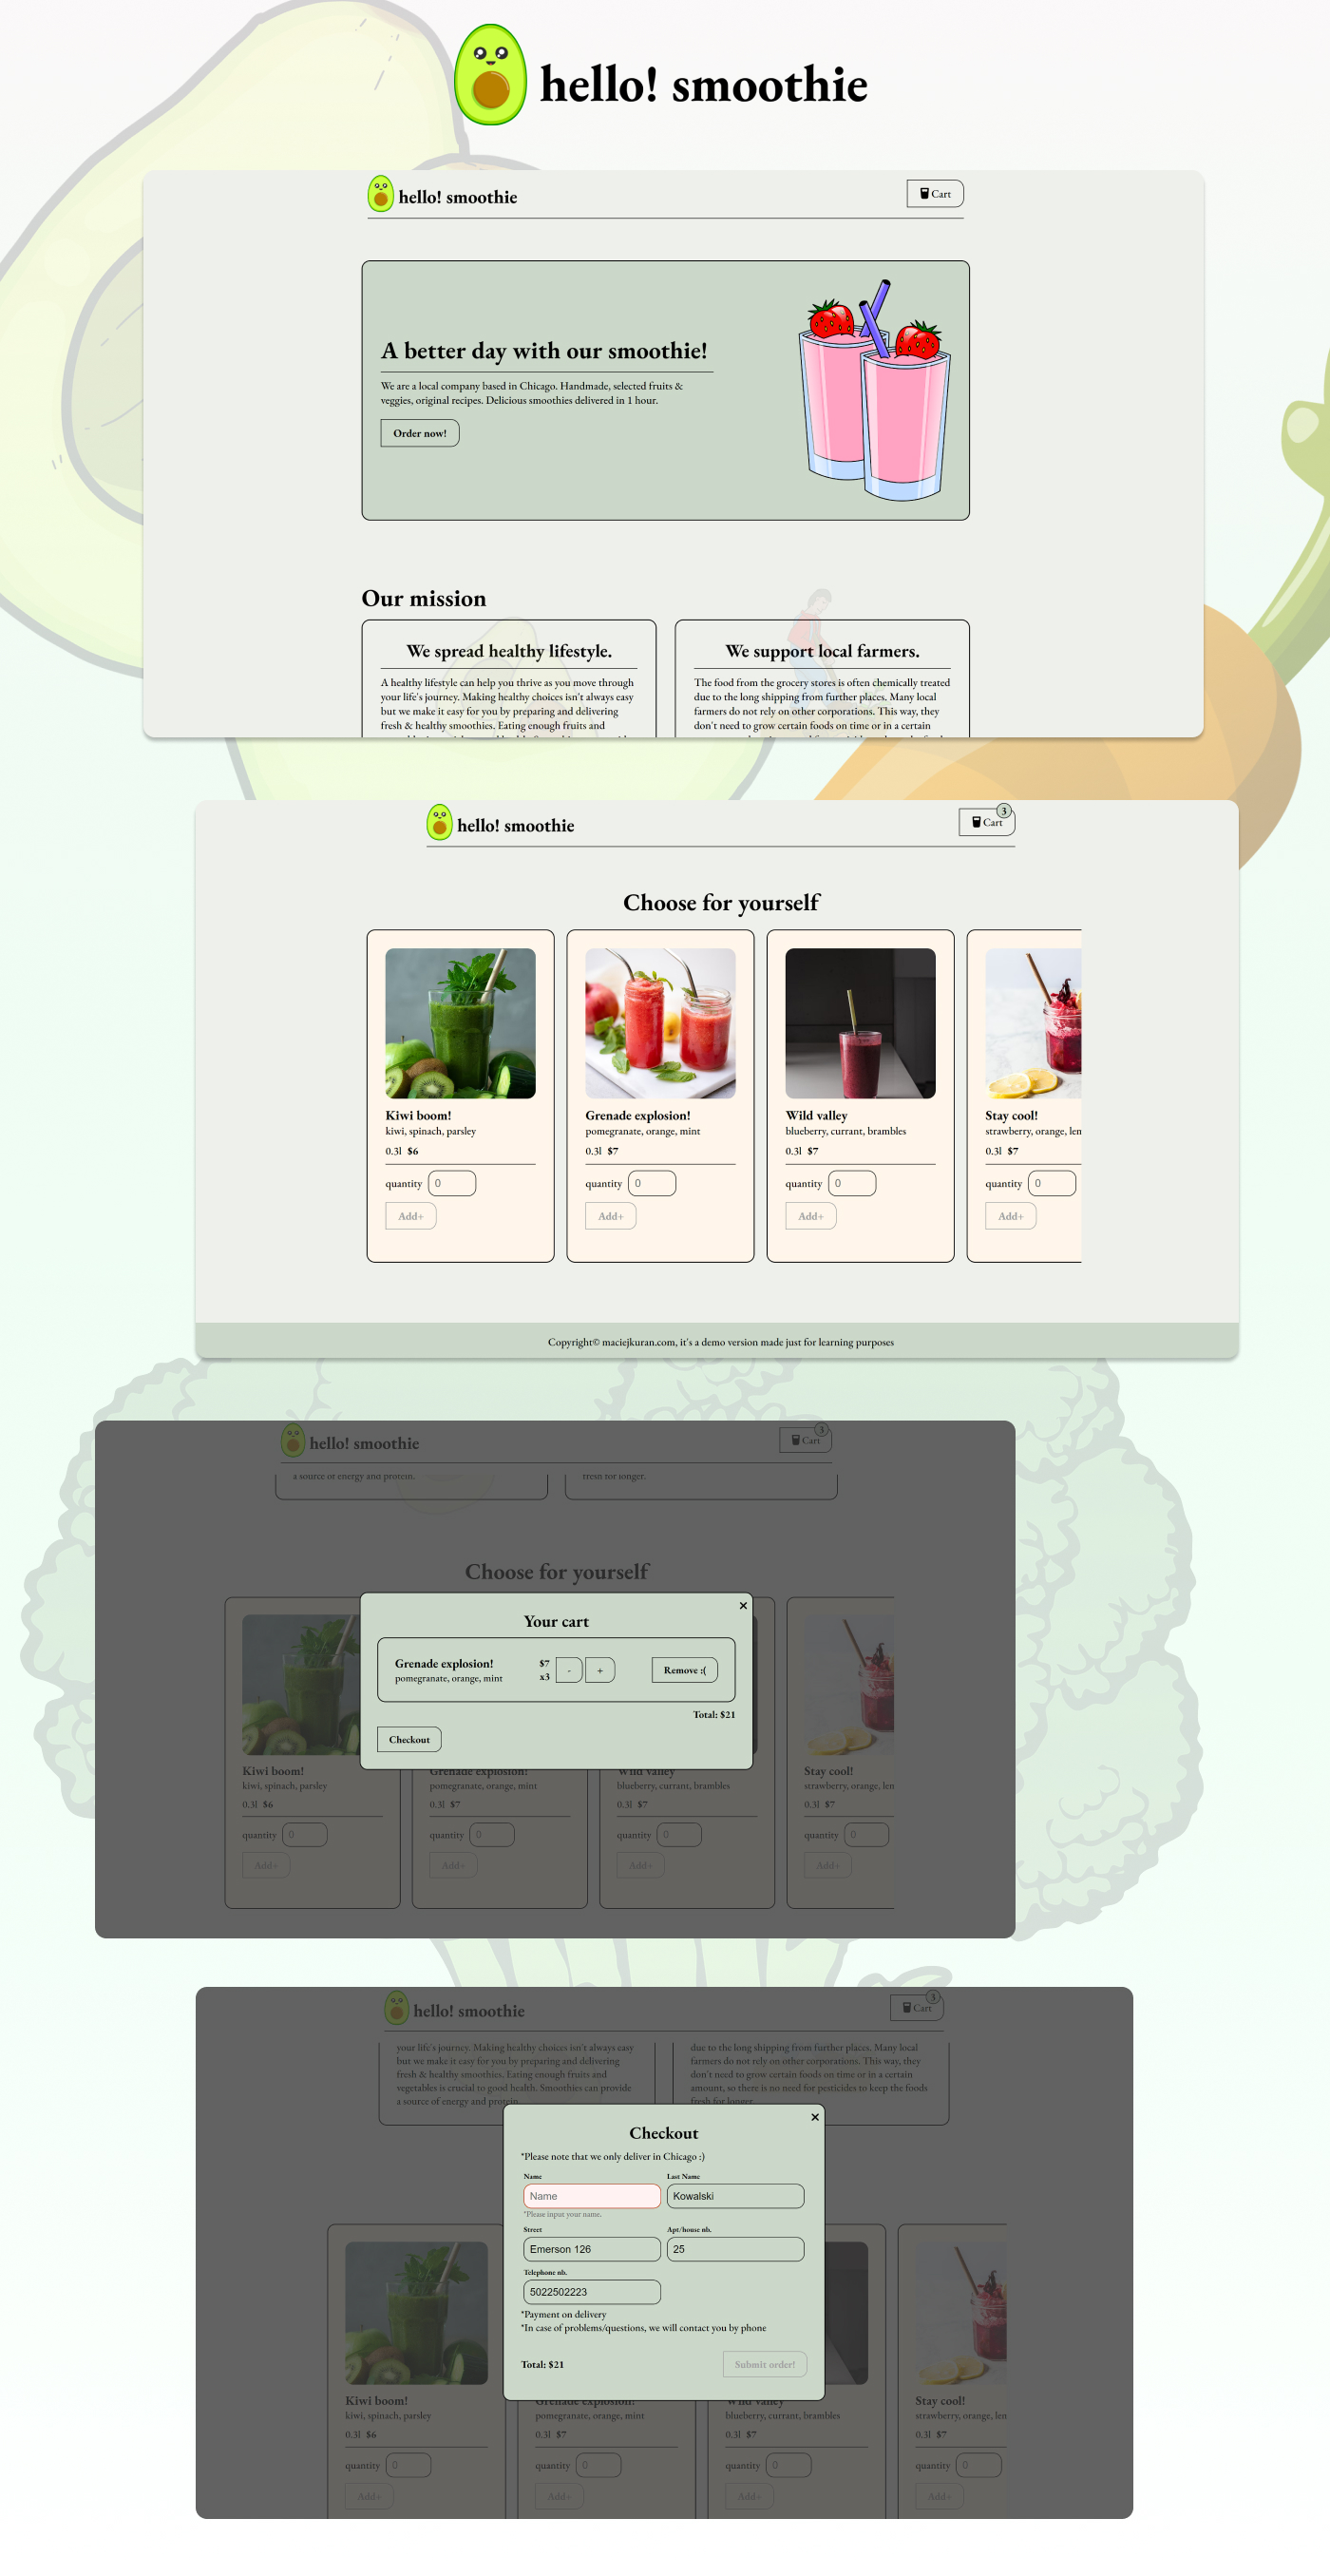 hello! smoothie
hello! smoothie
Cart
A better day with our smoothie!
We are a local company based in Chicago. Handmade, selected fruits &
veggies, original recipes. Delicious smoothies delivered in 1 hour.
Order now!
Our mission
We spread healthy lifestyle.
A healthy lifestyle can help you thrive as you move through
your life's journey. Making healthy choices isn't always easy
but we make it easy for you by preparing and delivering
fresh & healthy smoothies. Eating enough fruits and
We support local farmers.
The food from the grocery stores is often chemically treated
due to the long shipping from further places. Many local
farmers do not rely on other corporations. This way, they
don't need to grow certain foods on time or in a certain
hello! smoothie
Cart
3
Choose for yourself
Kiwi boom!
kiwi, spinach, parsley
0.3l $6
quantity 0
Add+
Grenade explosion!
pomegranate, orange, mint
0.3l $7
quantity 0
Add+
Wild valley
blueberry, currant, brambles
0.3l $7
quantity 0
Add+
Stay cool!
strawberry, orange, len
0.3l $7
quantity 0
Add+
Copyright© maciejkuran.com, it's a demo version made just for learning purposes
hello! smoothie
Cart
3
a source of energy and protein.
fresh for longer.
Choose for yourself
Your cart
Grenade explosion!
pomegranate, orange, mint
$7
x3
-
+
Remove :(
Total: $21
Checkout
Kiwi boom!
kiwi, spinach, parsley
0.3l $6
quantity 0
Add+
Grenade explosion!
pomegranate, orange, mint
0.3l $7
quantity 0
Add+
Wild valley
blueberry, currant, brambles
0.3l $7
quantity 0
Add+
Stay cool!
strawberry, orange, len
0.3l $7
quantity 0
Add+
hello! smoothie
Cart
3
your life's journey. Making healthy choices isn't always easy
but we make it easy for you by preparing and delivering
fresh & healthy smoothies. Eating enough fruits and
vegetables is crucial to good health. Smoothies can provide
a source of energy and protein.
due to the long shipping from further places. Many local
farmers do not rely on other corporations. This way, they
don't need to grow certain foods on time or in a certain
amount, so there is no need for pesticides to keep the foods
fresh for longer.
Checkout
*Please note that we only deliver in Chicago :)
Name
Name
*Please input your name.
Last Name
Kowalski
Street
Emerson 126
Apt/house nb.
25
Telephone nb.
5022502223
*Payment on delivery
*In case of problems/questions, we will contact you by phone
Total: $21
Submit order!
Kiwi boom!
kiwi, spinach, parsley
0.3l $6
quantity 0
Add+
Grenade explosion!
pomegranate, orange, mint
0.3l $7
quantity 0
Add+
Wild valley
blueberry, currant, brambles
0.3l $7
quantity 0
Add+
Stay cool!
strawberry, orange, len
0.3l $7
quantity 0
Add+